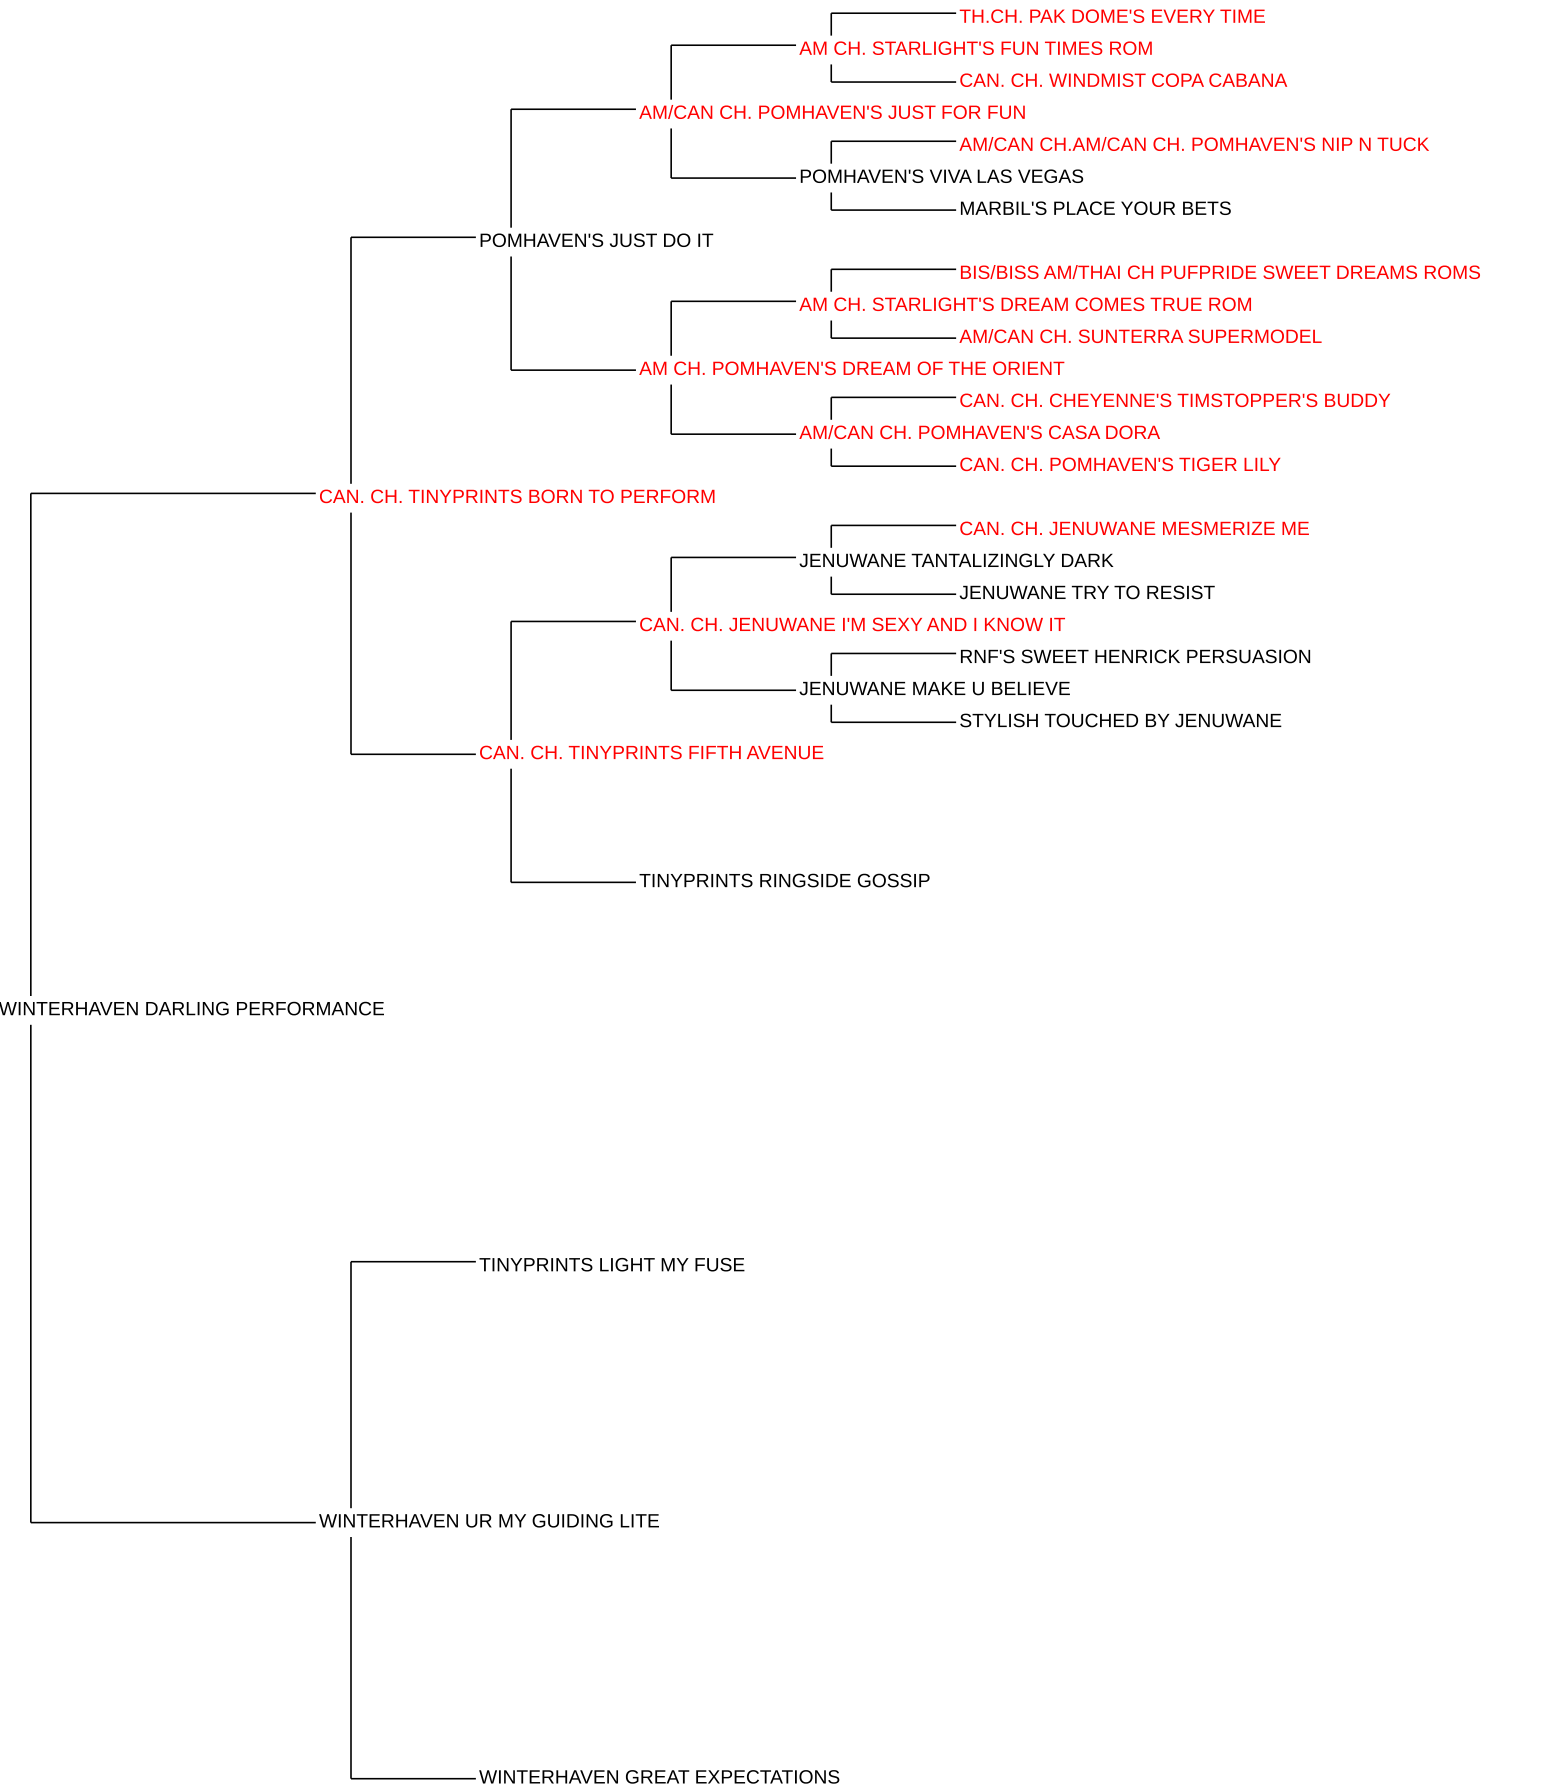 TH.CH. PAK DOME'S EVERY TIME
AM CH. STARLIGHT'S FUN TIMES ROM
CAN. CH. WINDMIST COPA CABANA
AM/CAN CH. POMHAVEN'S JUST FOR FUN
AM/CAN CH.AM/CAN CH. POMHAVEN'S NIP N TUCK
POMHAVEN'S VIVA LAS VEGAS
MARBIL'S PLACE YOUR BETS
POMHAVEN'S JUST DO IT
BIS/BISS AM/THAI CH PUFPRIDE SWEET DREAMS ROMS
AM CH. STARLIGHT'S DREAM COMES TRUE ROM
AM/CAN CH. SUNTERRA SUPERMODEL
AM CH. POMHAVEN'S DREAM OF THE ORIENT
CAN. CH. CHEYENNE'S TIMSTOPPER'S BUDDY
AM/CAN CH. POMHAVEN'S CASA DORA
CAN. CH. POMHAVEN'S TIGER LILY
CAN. CH. TINYPRINTS BORN TO PERFORM
CAN. CH. JENUWANE MESMERIZE ME
JENUWANE TANTALIZINGLY DARK
JENUWANE TRY TO RESIST
CAN. CH. JENUWANE I'M SEXY AND I KNOW IT
RNF'S SWEET HENRICK PERSUASION
JENUWANE MAKE U BELIEVE
STYLISH TOUCHED BY JENUWANE
CAN. CH. TINYPRINTS FIFTH AVENUE
TINYPRINTS RINGSIDE GOSSIP
WINTERHAVEN DARLING PERFORMANCE
TINYPRINTS LIGHT MY FUSE
WINTERHAVEN UR MY GUIDING LITE
WINTERHAVEN GREAT EXPECTATIONS